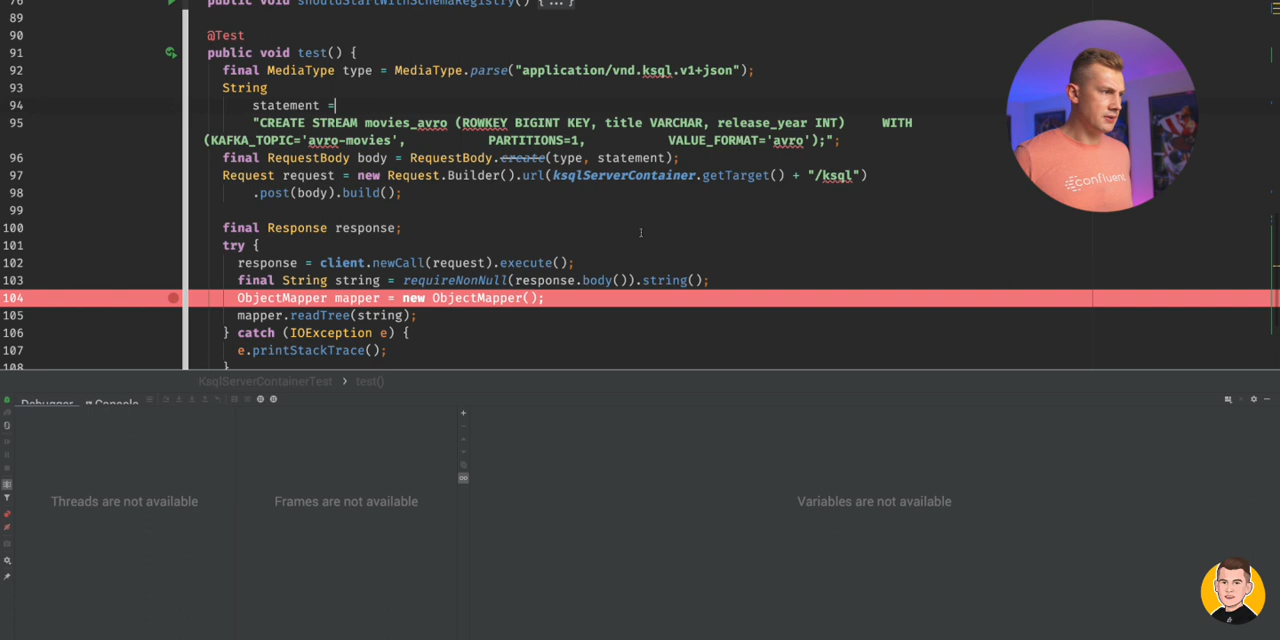 76 public void shouldStartWithSchemaRegistry() {...}
89
90 @Test
91 public void test() {
92 final MediaType type = MediaType.parse("application/vnd.ksql.v1+json");
93 String
94 statement =
95 "CREATE STREAM movies_avro (ROWKEY BIGINT KEY, title VARCHAR, release_year INT) WITH
(KAFKA_TOPIC='avro-movies', PARTITIONS=1, VALUE_FORMAT='avro');";
96 final RequestBody body = RequestBody.create(type, statement);
97 Request request = new Request.Builder().url(ksqlServerContainer.getTarget() + "/ksql")
98 .post(body).build();
99
100 final Response response;
101 try {
102 response = client.newCall(request).execute();
103 final String string = requireNonNull(response.body()).string();
104 ObjectMapper mapper = new ObjectMapper();
105 mapper.readTree(string);
106 } catch (IOException e) {
107 e.printStackTrace();
108 }
confluent
KsqlServerContainerTest > test()
Debugger Console
Threads are not available
Frames are not available
Variables are not available